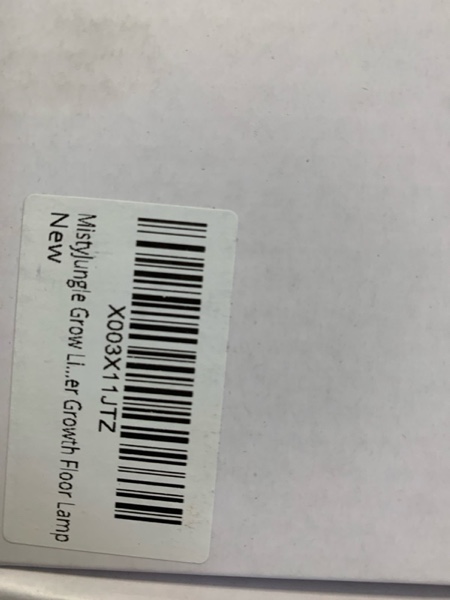 X003X11JTZ
MistyJungle Grow Li...er Growth Floor Lamp
New